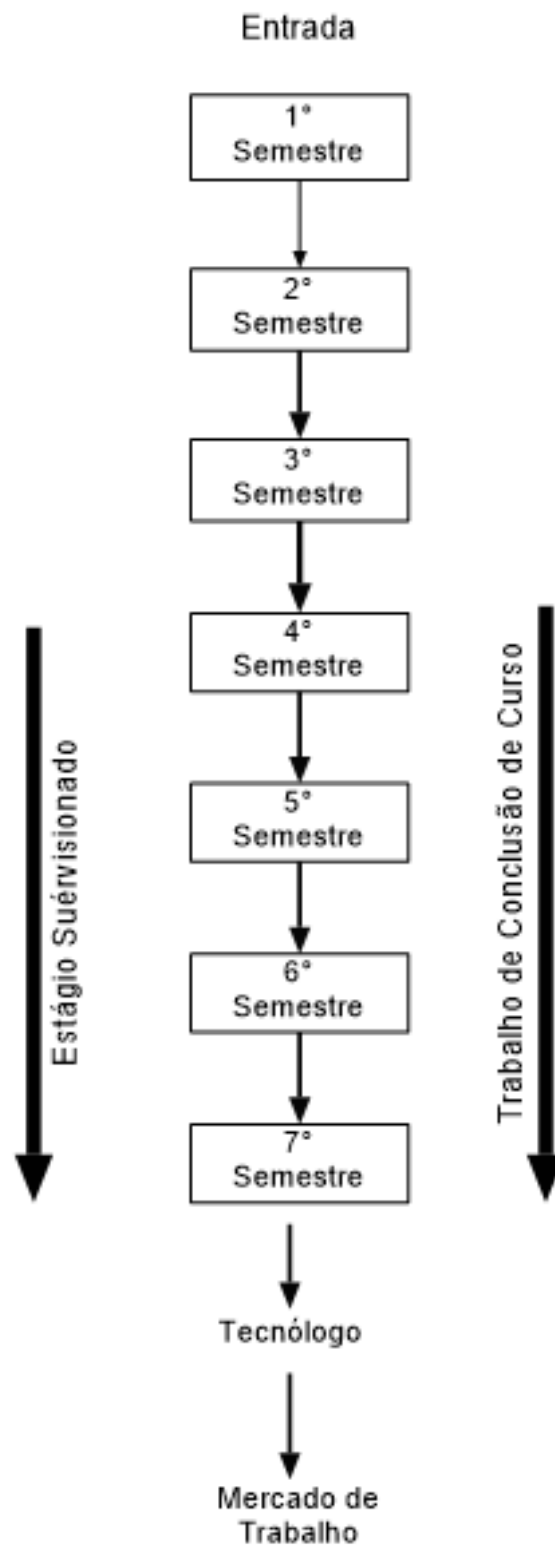 Entrada
1°
Semestre
2°
Semestre
3°
Semestre
4°
Semestre
5°
Semestre
6°
Semestre
7°
Semestre
Estágio Suérvisionado
Trabalho de Conclusão de Curso
Tecnólogo
Mercado de
Trabalho